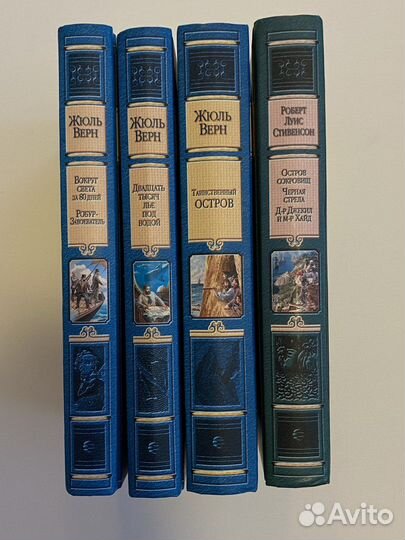 ЖЮЛЬ
ВЕРН
ВОКРУГ
СВЕТА
ЗА 80 ДНЕЙ
РОБУР-
ЗАВОЕВАТЕЛЬ
ЖЮЛЬ
ВЕРН
ДВАДЦАТЬ
ТЫСЯЧ
ЛЬЕ
ПОД
ВОДОЙ
ЖЮЛЬ
ВЕРН
ТАИНСТВЕННЫЙ
ОСТРОВ
РОБЕРТ
ЛУИС
СТИВЕНСОН
ОСТРОВ
СОКРОВИЩ
ЧЕРНАЯ
СТРЕЛА
Д-Р ДЖЕКИЛ
И М-Р ХАЙД
Avito